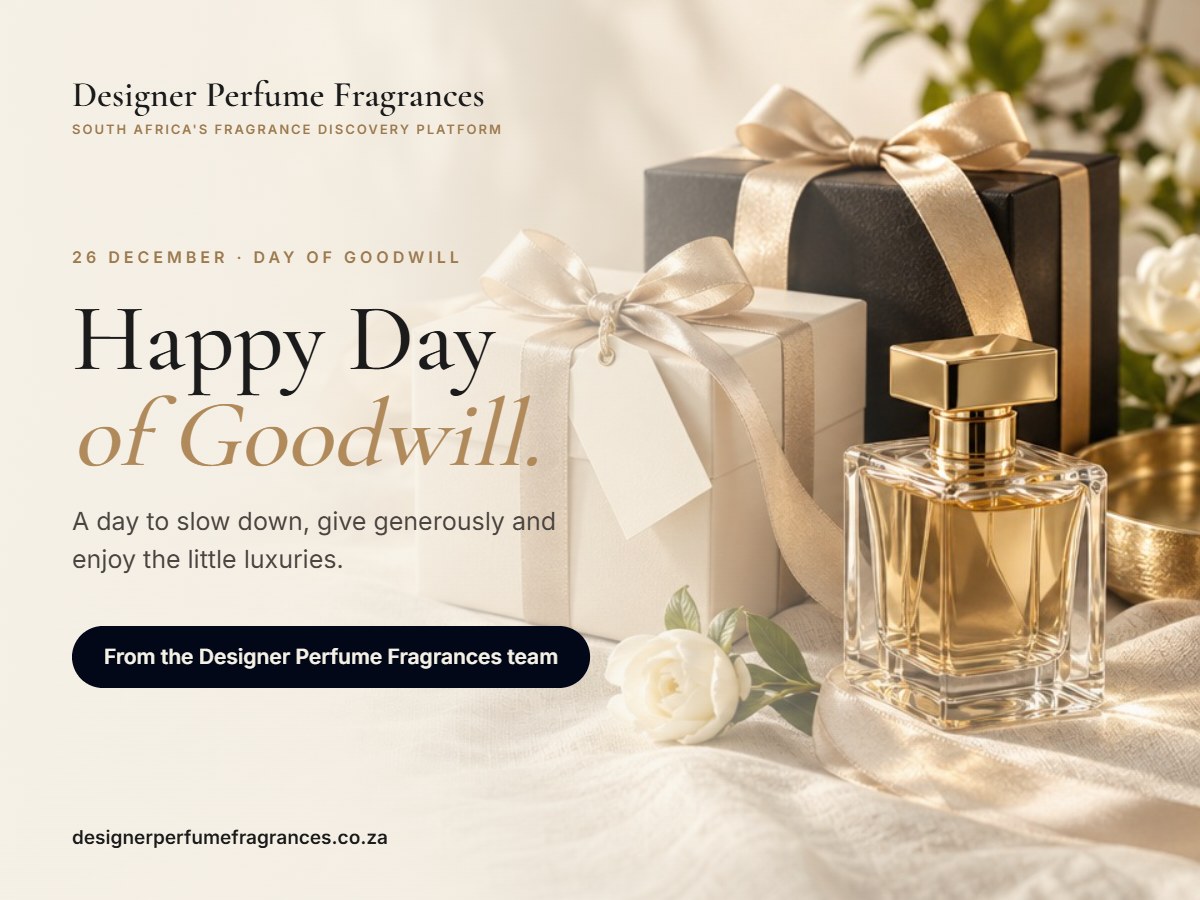 Designer Perfume Fragrances
SOUTH AFRICA'S FRAGRANCE DISCOVERY PLATFORM
26 DECEMBER · DAY OF GOODWILL
Happy Day
of Goodwill.
A day to slow down, give generously and
enjoy the little luxuries.
From the Designer Perfume Fragrances team
designerperfumefragrances.co.za